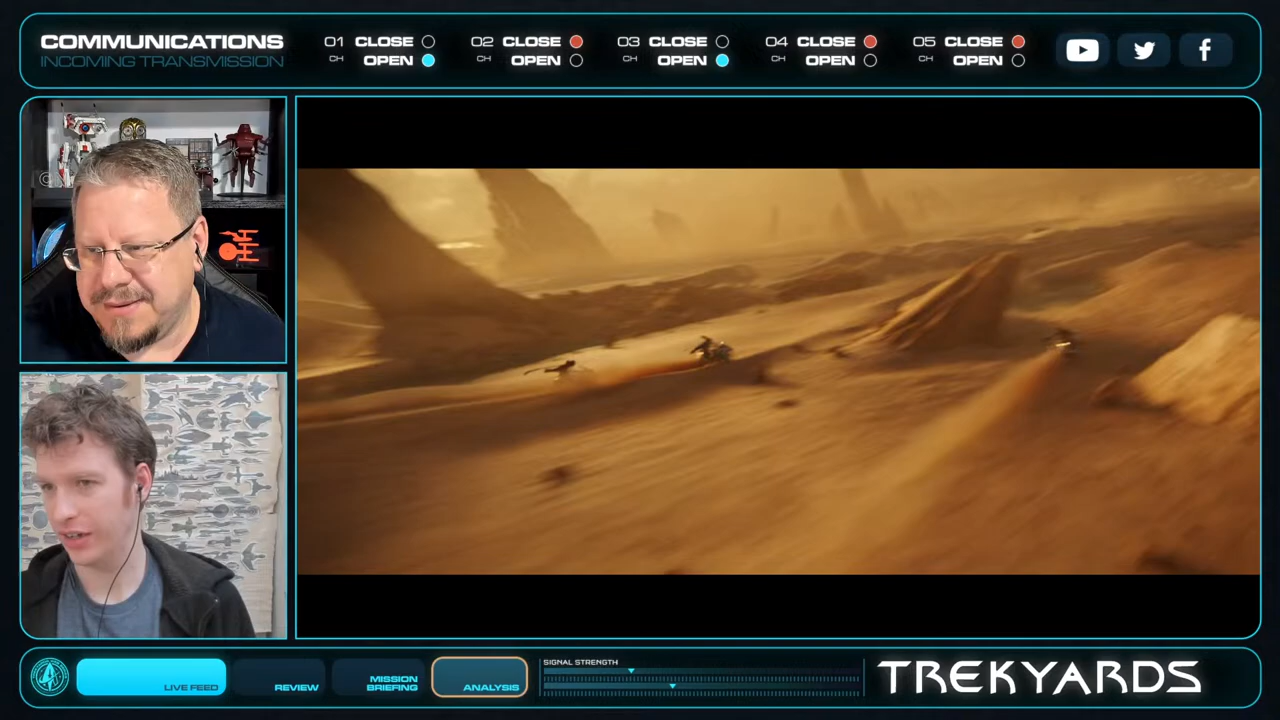 COMMUNICATIONS
INCOMING TRANSMISSION
01 CLOSE
CH OPEN
02 CLOSE
CH OPEN
03 CLOSE
CH OPEN
04 CLOSE
CH OPEN
05 CLOSE
CH OPEN
LIVE FEED
REVIEW
MISSION
BRIEFING
ANALYSIS
SIGNAL STRENGTH
TREKYARDS